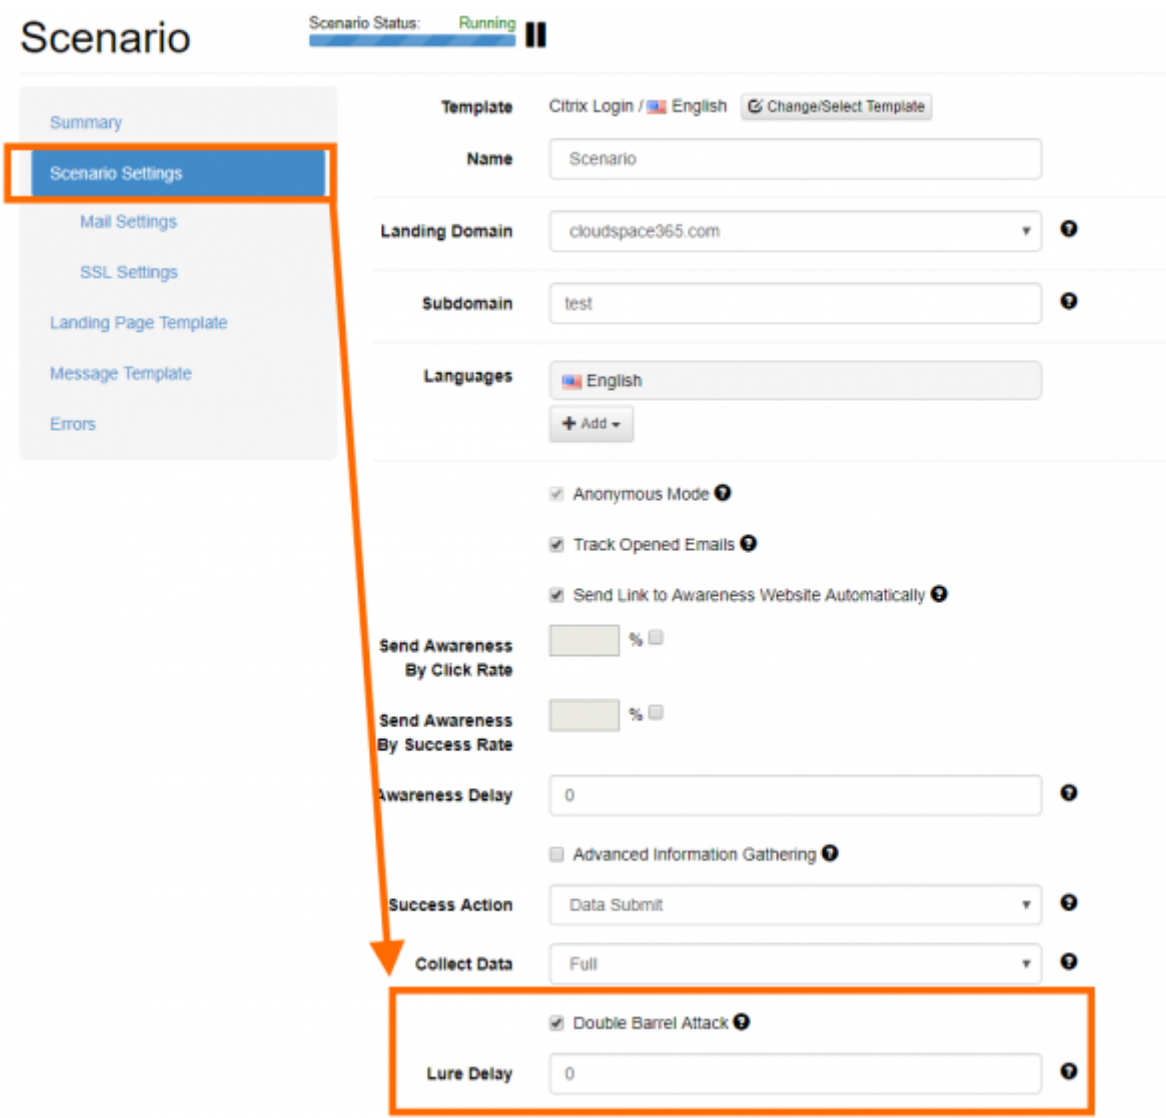 Scenario
Scenario Status: Running
Summary
Scenario Settings
Mail Settings
SSL Settings
Landing Page Template
Message Template
Errors
Template Citrix Login / English Change/Select Template
Name Scenario
Landing Domain cloudspace365.com
Subdomain test
Languages English
Add
Anonymous Mode
Track Opened Emails
Send Link to Awareness Website Automatically
Send Awareness %
By Click Rate
Send Awareness %
By Success Rate
Awareness Delay 0
Advanced Information Gathering
Success Action Data Submit
Collect Data Full
Double Barrel Attack
Lure Delay 0